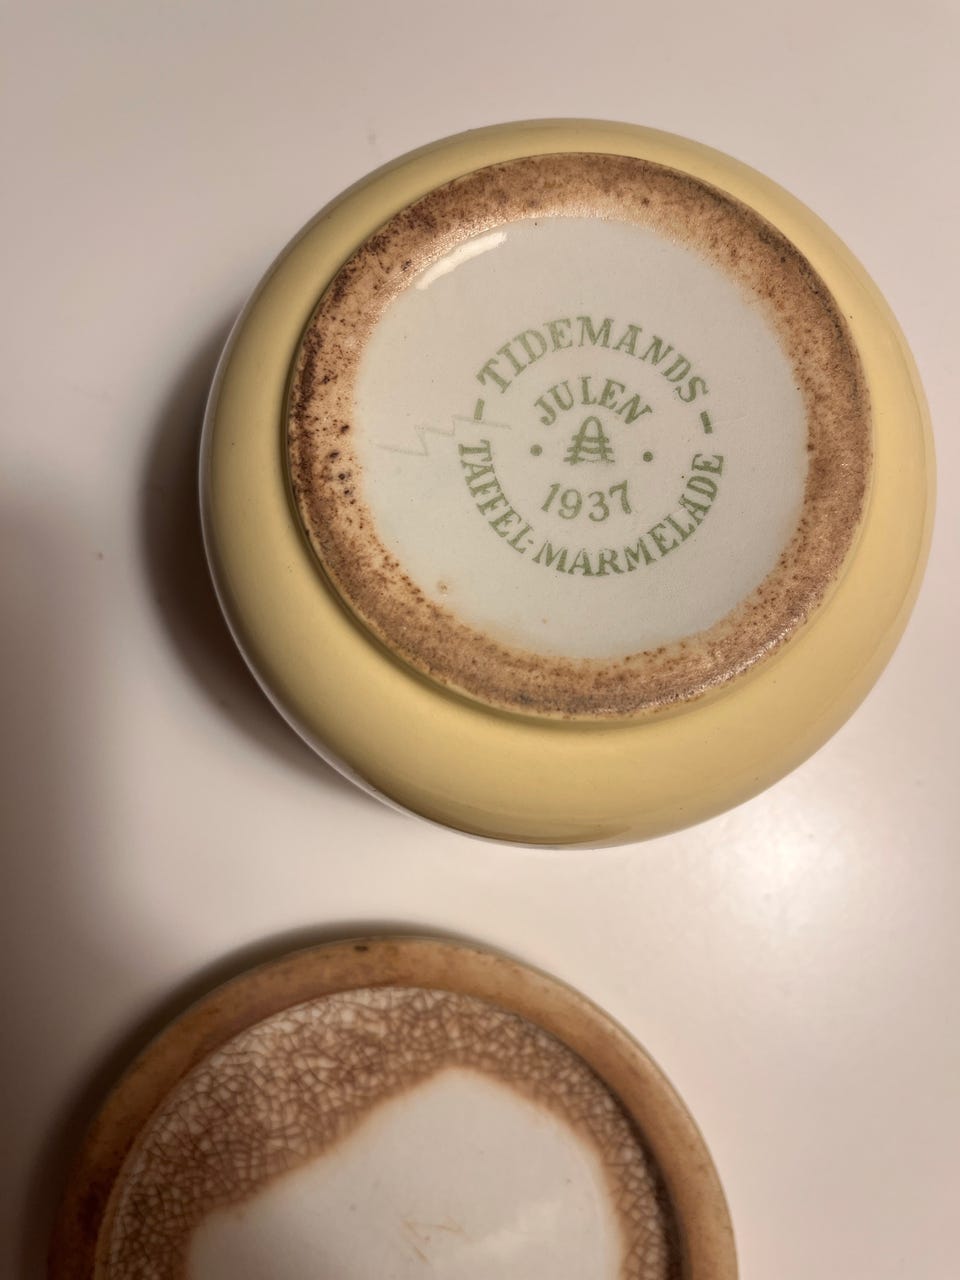 - TIDEMANDS -
JULEN
1937
TAFFEL-MARMELADE